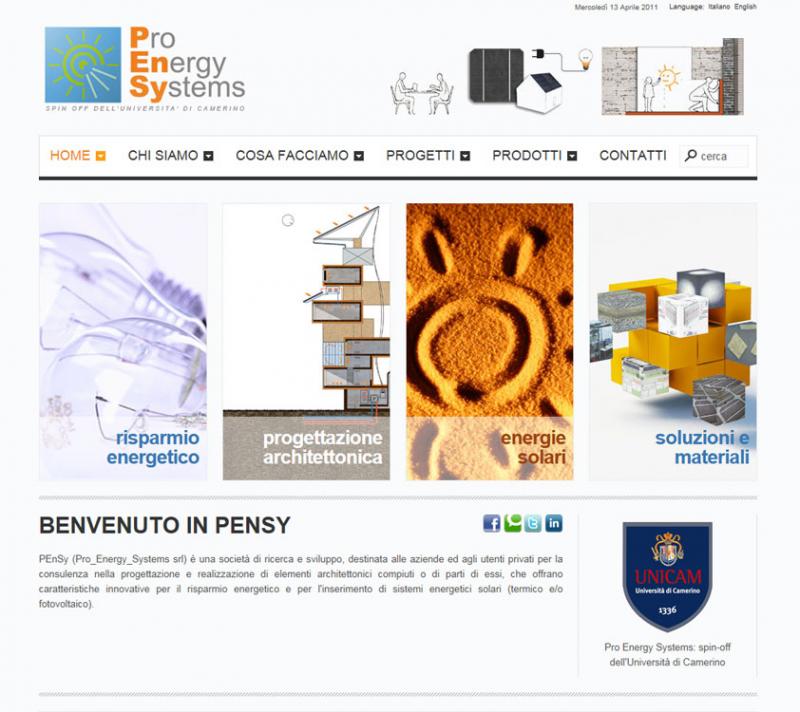 Mercoledì 13 Aprile 2011 Language: Italiano English
Pro
Energy
Systems
SPIN OFF DELL'UNIVERSITA' DI CAMERINO
HOME CHI SIAMO COSA FACCIAMO PROGETTI PRODOTTI CONTATTI cerca
risparmio
energetico
progettazione
architettonica
energie
solari
soluzioni e
materiali
BENVENUTO IN PENSY
PEnSy (Pro_Energy_Systems srl) è una società di ricerca e sviluppo, destinata alle aziende ed agli utenti privati per la
consulenza nella progettazione e realizzazione di elementi architettonici compiuti o di parti di essi, che offrano
caratteristiche innovative per il risparmio energetico e per l'inserimento di sistemi energetici solari (termico e/o
fotovoltaico).
UNICAM
Università di Camerino
1336
Pro Energy Systems: spin-off
dell'Università di Camerino